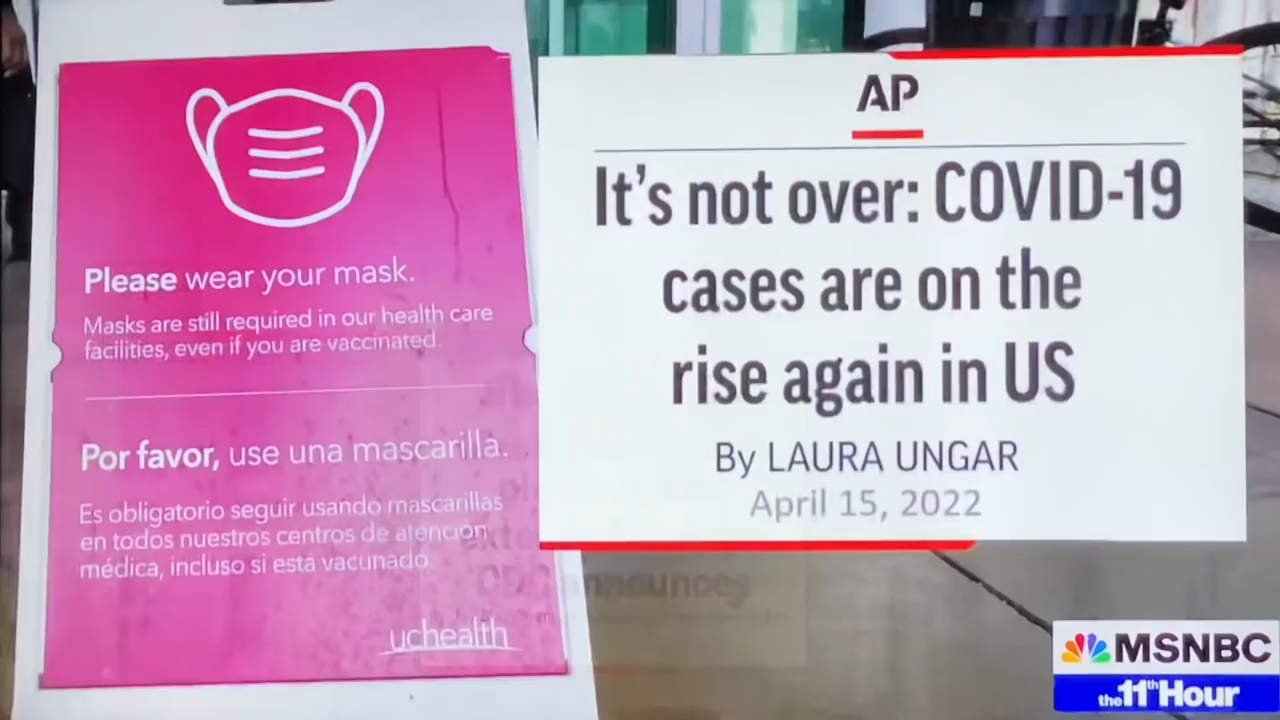 Please wear your mask.
Masks are still required in our health care
facilities, even if you are vaccinated.
Por favor, use una mascarilla.
Es obligatorio seguir usando mascarillas
en todos nuestros centros de atención
médica, incluso si está vacunado.
uchealth
AP
It's not over: COVID-19
cases are on the
rise again in US
By LAURA UNGAR
April 15, 2022
CDC announces
MSNBC
the 11th Hour